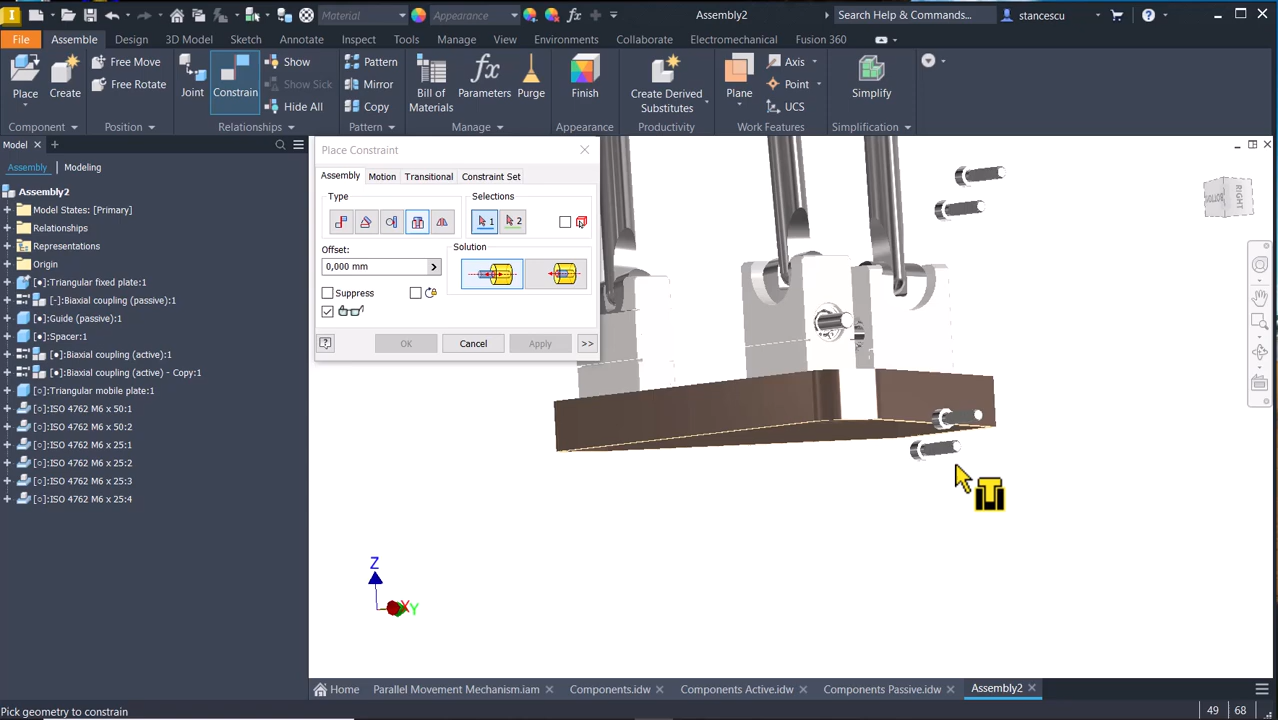 Material
Appearance
fx
Assembly2
Search Help & Commands...
stancescu
File
Assemble
Design
3D Model
Sketch
Annotate
Inspect
Tools
Manage
View
Environments
Collaborate
Electromechanical
Fusion 360
Place
Create
Free Move
Free Rotate
Joint
Constrain
Show
Show Sick
Hide All
Pattern
Mirror
Copy
Bill of
Materials
fx
Parameters
Purge
Finish
Create Derived
Substitutes
Plane
Axis
Point
UCS
Simplify
Component
Position
Relationships
Pattern
Manage
Appearance
Productivity
Work Features
Simplification
Model
Assembly
Modeling
Assembly2
Model States: [Primary]
Relationships
Representations
Origin
[●]:Triangular fixed plate:1
[-]:Biaxial coupling (passive):1
[●]:Guide (passive):1
[●]:Spacer:1
[●]:Biaxial coupling (active):1
[●]:Biaxial coupling (active) - Copy:1
[○]:Triangular mobile plate:1
[○]:ISO 4762 M6 x 50:1
[○]:ISO 4762 M6 x 50:2
[○]:ISO 4762 M6 x 25:1
[○]:ISO 4762 M6 x 25:2
[○]:ISO 4762 M6 x 25:3
[○]:ISO 4762 M6 x 25:4
Place Constraint
Assembly
Motion
Transitional
Constraint Set
Type
Selections
1
2
Offset:
Solution
0,000 mm
Suppress
OK
Cancel
Apply
>>
RIGHT
BOTTOM
Z
X
Y
Home
Parallel Movement Mechanism.iam
Components.idw
Components Active.idw
Components Passive.idw
Assembly2
Pick geometry to constrain
49
68